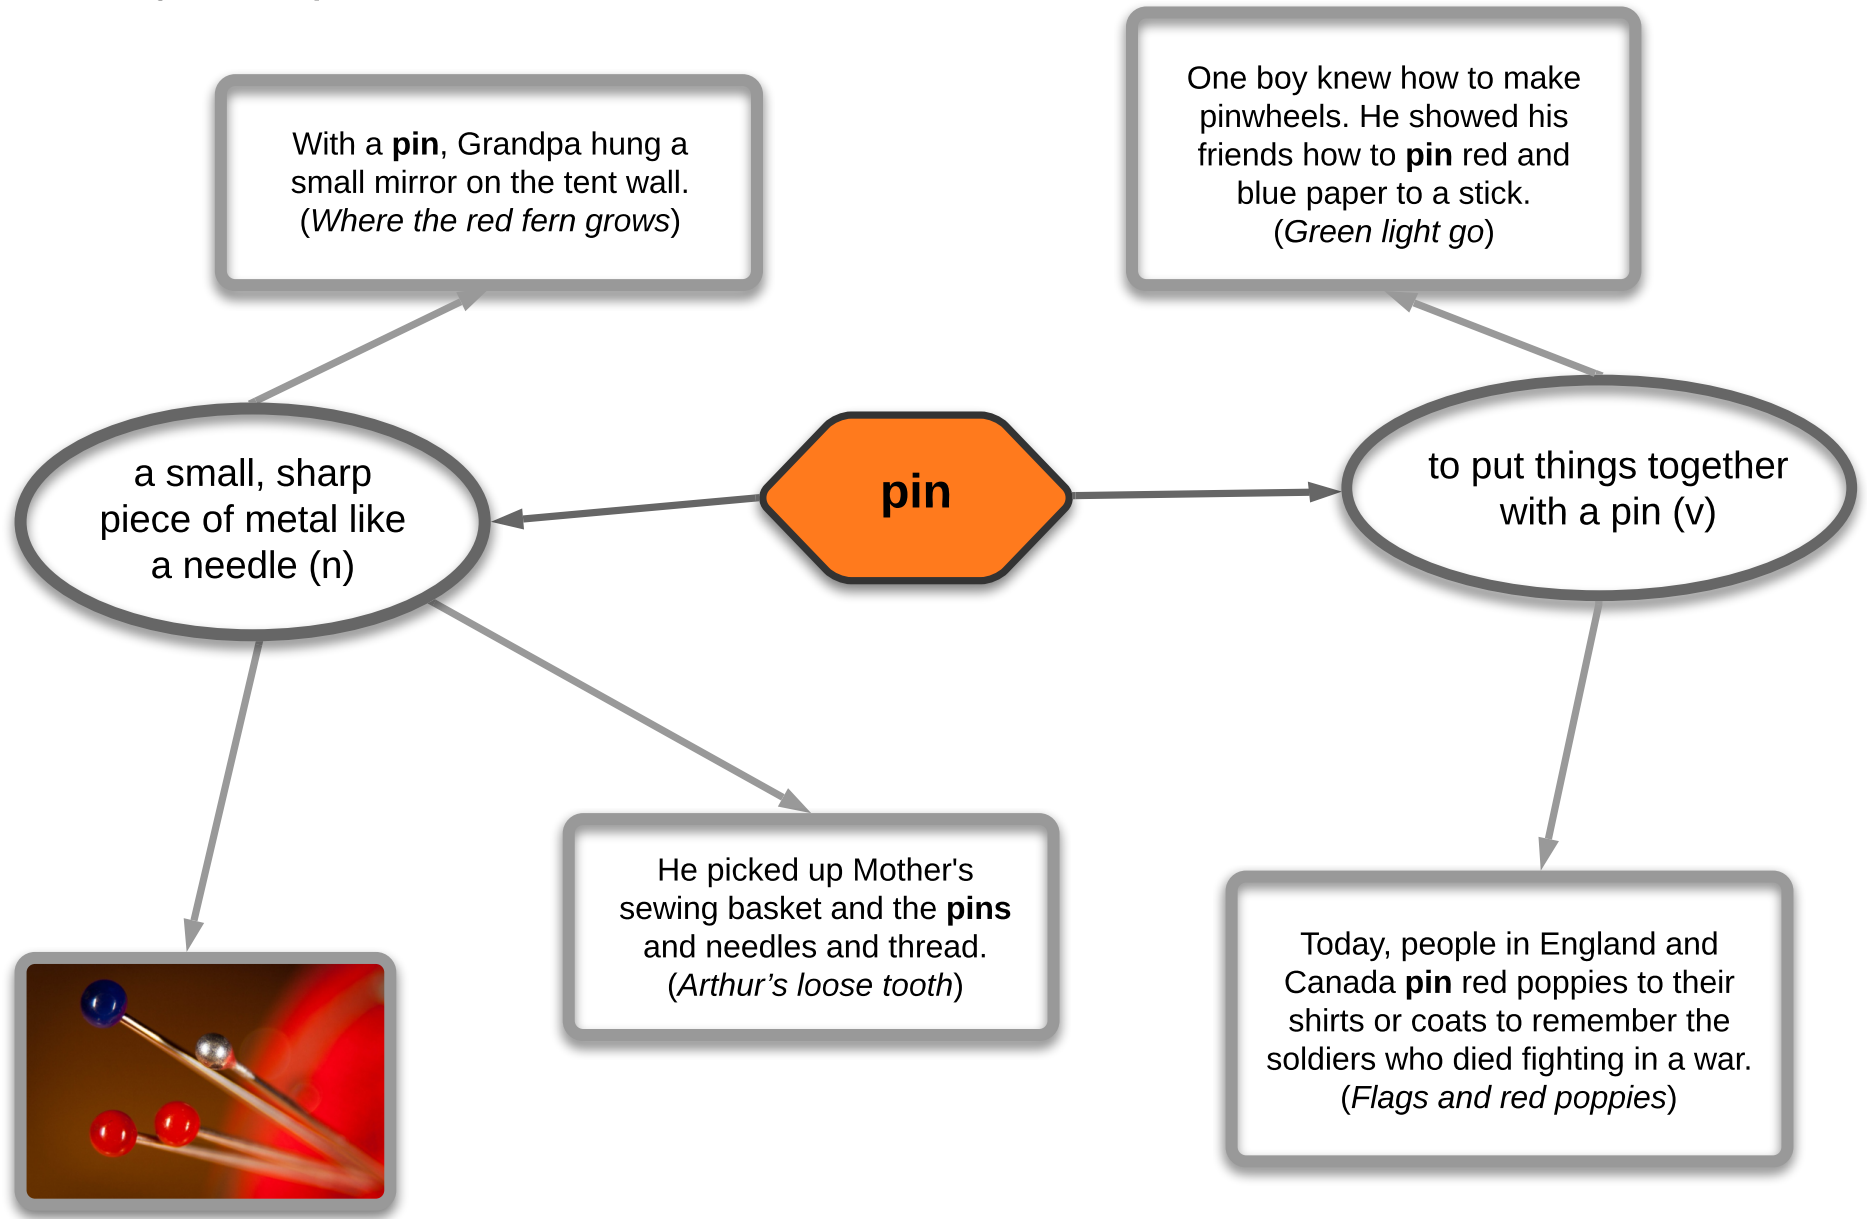 With a pin, Grandpa hung a
small mirror on the tent wall.
(Where the red fern grows)
One boy knew how to make
pinwheels. He showed his
friends how to pin red and
blue paper to a stick.
(Green light go)
a small, sharp
piece of metal like
a needle (n)
pin
to put things together
with a pin (v)
He picked up Mother's
sewing basket and the pins
and needles and thread.
(Arthur’s loose tooth)
Today, people in England and
Canada pin red poppies to their
shirts or coats to remember the
soldiers who died fighting in a war.
(Flags and red poppies)